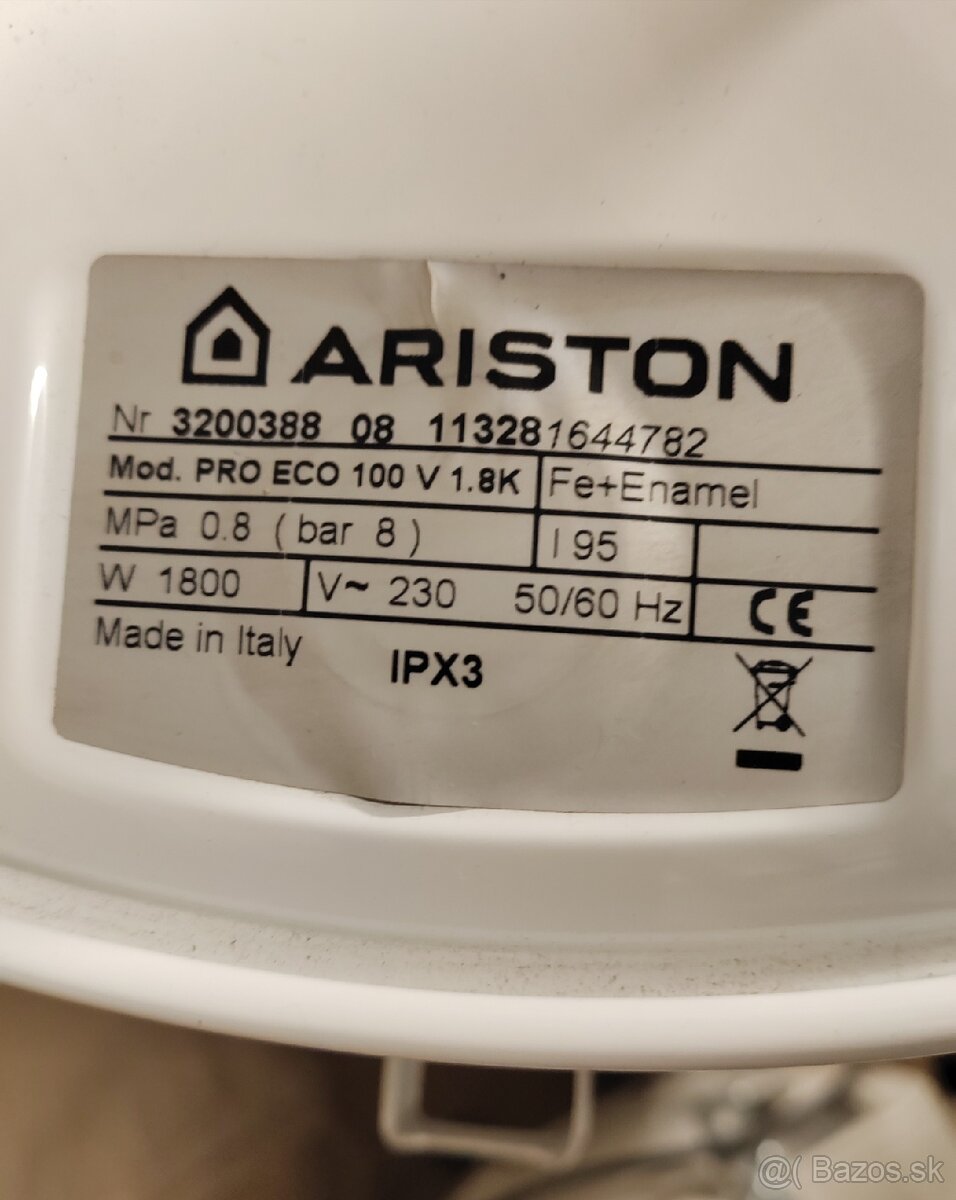 ARISTON
Nr 3200388 08 113281644782
Mod. PRO ECO 100 V 1.8K Fe+Enamel
MPa 0.8 ( bar 8 ) l 95
W 1800 V~ 230 50/60 Hz CE
Made in Italy IPX3
@( Bazos.sk